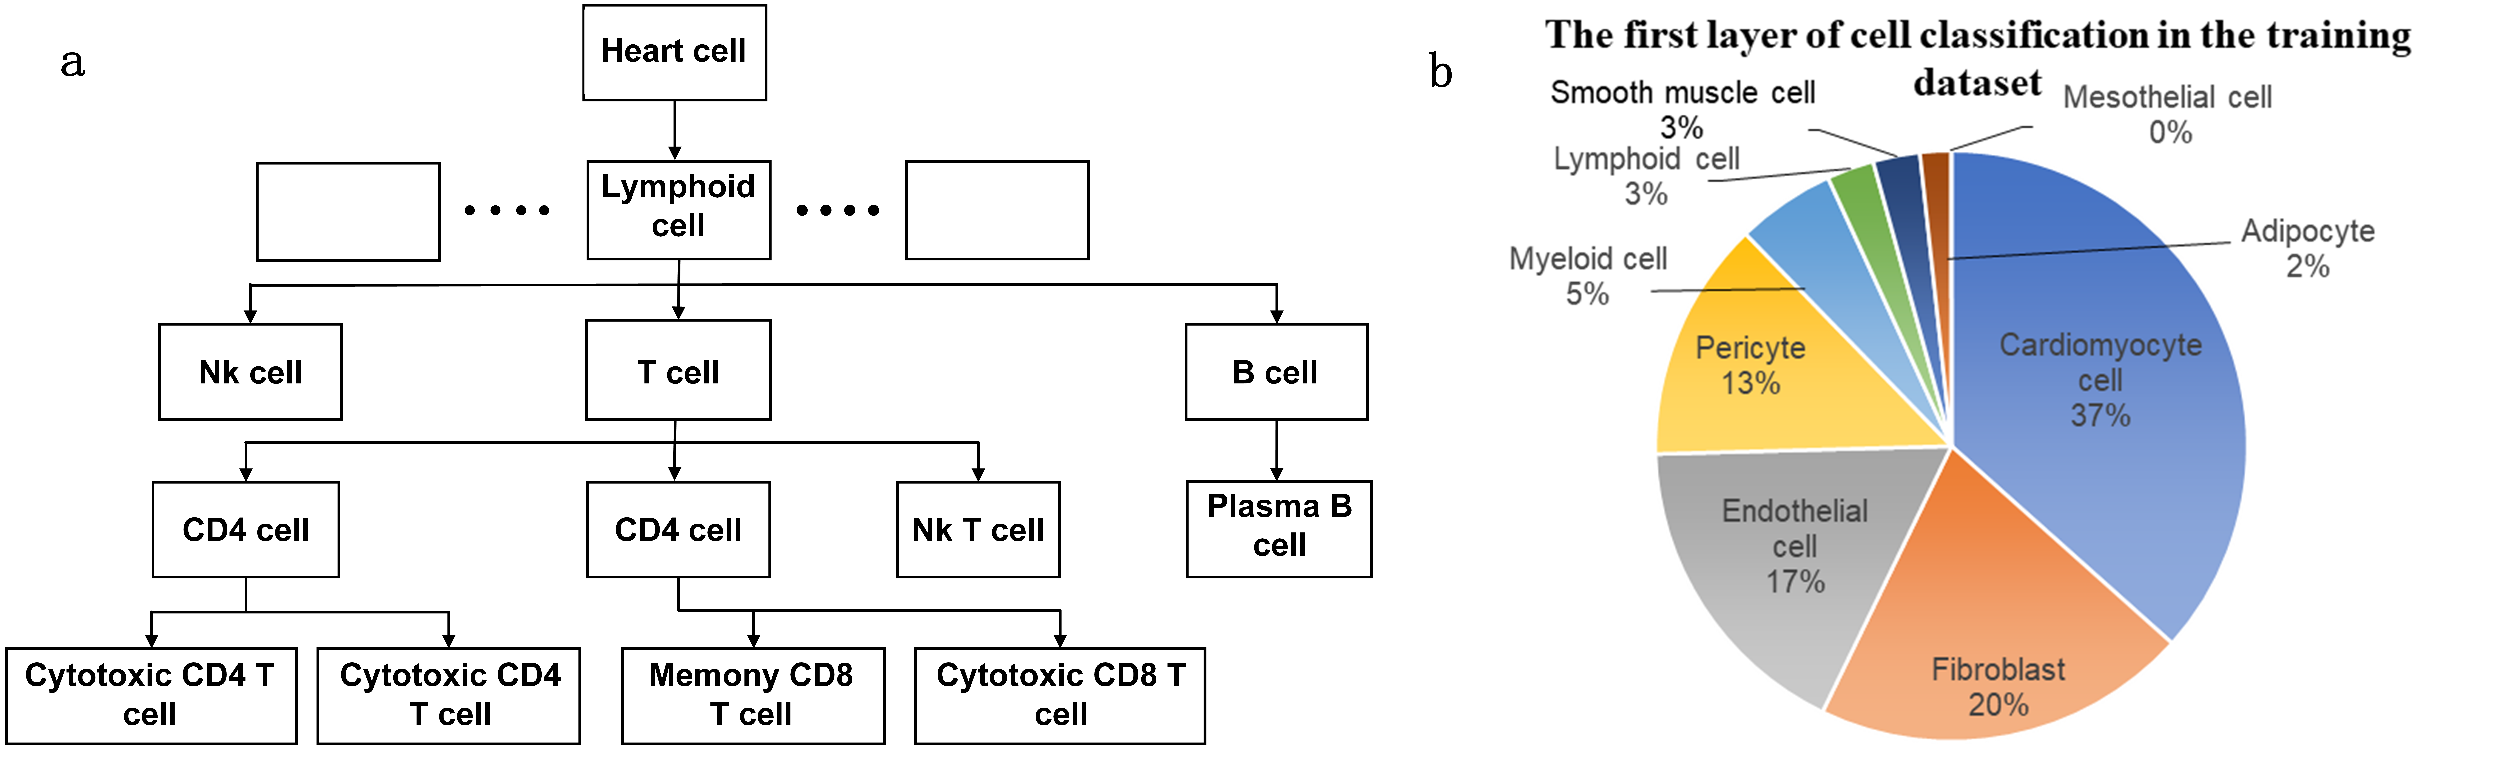 a
Heart cell
Lymphoid
cell
Nk cell
T cell
B cell
CD4 cell
CD4 cell
Nk T cell
Plasma B
cell
Cytotoxic CD4 T
cell
Cytotoxic CD4
T cell
Memony CD8
T cell
Cytotoxic CD8 T
cell
b
The first layer of cell classification in the training
dataset
Smooth muscle cell
3%
Mesothelial cell
0%
Lymphoid cell
3%
Adipocyte
2%
Myeloid cell
5%
Pericyte
13%
Cardiomyocyte
cell
37%
Endothelial
cell
17%
Fibroblast
20%